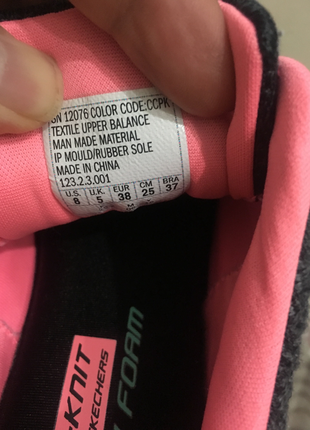 SN 12076 COLOR CODE:CCPK
TEXTILE UPPER BALANCE
MAN MADE MATERIAL
IP MOULD/RUBBER SOLE
MADE IN CHINA
123.2.3.001
U.S. U.K. EUR CM BRA
8 5 38 25 37
-KNIT
SKECHERS
FOAM